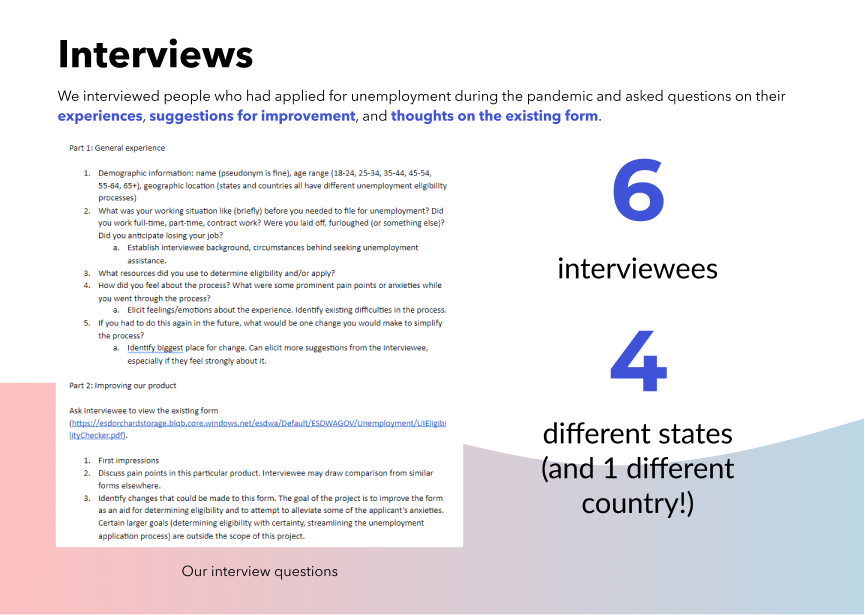 Interviews
We interviewed people who had applied for unemployment during the pandemic and asked questions on their
experiences, suggestions for improvement, and thoughts on the existing form.
Part 1: General experience
1. Demographic information: name (pseudonym is fine), age range (18-24, 25-34, 35-44, 45-54,
55-64, 65+), geographic location (states and countries all have different unemployment eligibility
processes)
2. What was your working situation like (briefly) before you needed to file for unemployment? Did
you work full-time, part-time, contract work? Were you laid off, furloughed (or something else)?
Did you anticipate losing your job?
a. Establish interviewee background, circumstances behind seeking unemployment
assistance.
3. What resources did you use to determine eligibility and/or apply?
4. How did you feel about the process? What were some prominent pain points or anxieties while
you went through the process?
a. Elicit feelings/emotions about the experience. Identify existing difficulties in the process.
5. If you had to do this again in the future, what would be one change you would make to simplify
the process?
a. Identify biggest place for change. Can elicit more suggestions from the interviewee,
especially if they feel strongly about it.
Part 2: Improving our product
Ask interviewee to view the existing form
(https://esdorchardstorage.blob.core.windows.net/esdwa/Default/ESDWAGOV/Unemployment/UIEligibi
lityChecker.pdf).
1. First impressions
2. Discuss pain points in this particular product. Interviewee may draw comparison from similar
forms elsewhere.
3. Identify changes that could be made to this form. The goal of the project is to improve the form
as an aid for determining eligibility and to attempt to alleviate some of the applicant's anxieties.
Certain larger goals (determining eligibility with certainty, streamlining the unemployment
application process) are outside the scope of this project.
Our interview questions
6
interviewees
4
different states
(and 1 different
country!)